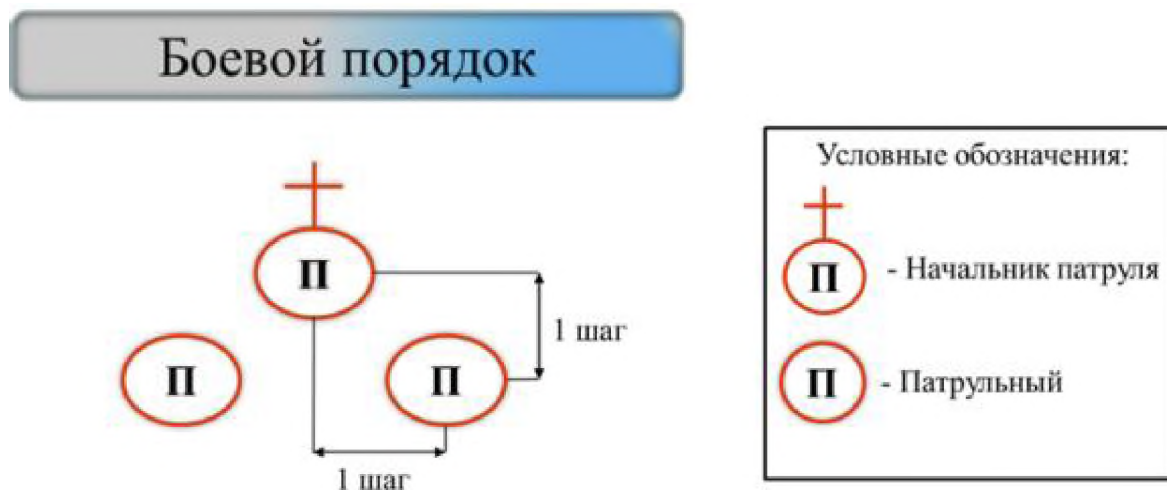 Боевой порядок
П
1 шаг
П
П
1 шаг
Условные обозначения:
П - Начальник патруля
П - Патрульный